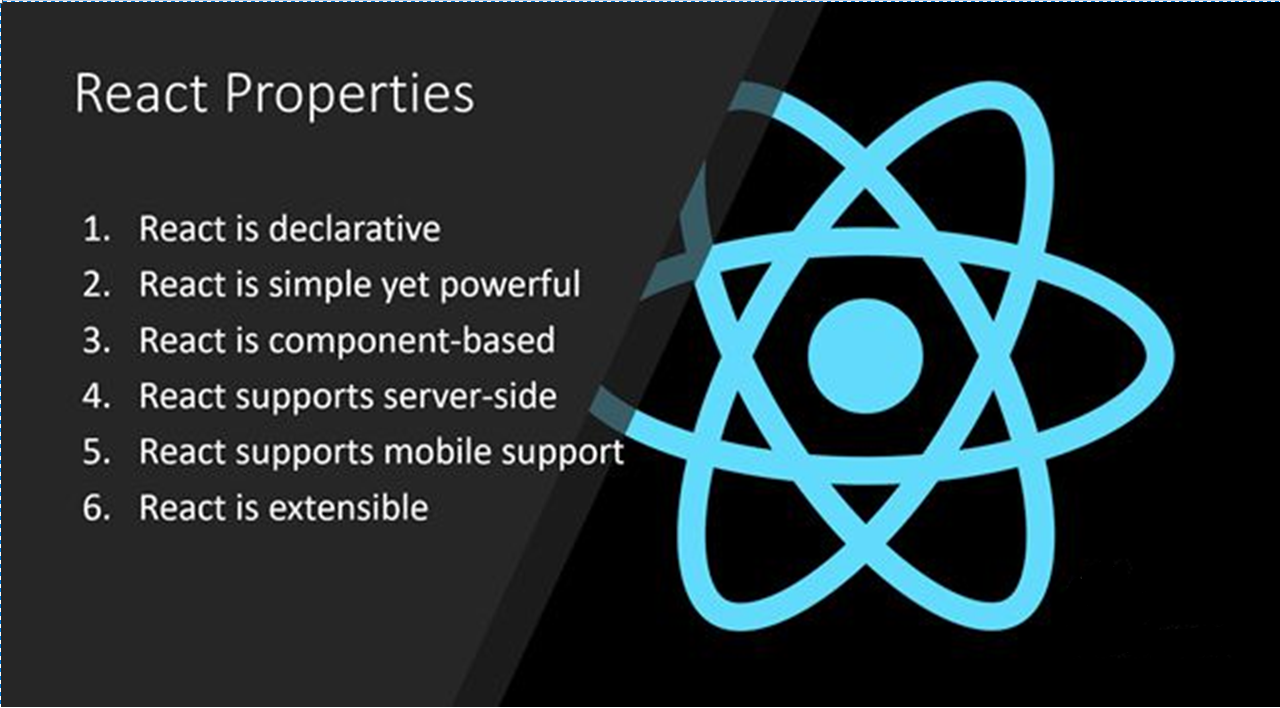 React Properties
1. React is declarative
2. React is simple yet powerful
3. React is component-based
4. React supports server-side
5. React supports mobile support
6. React is extensible